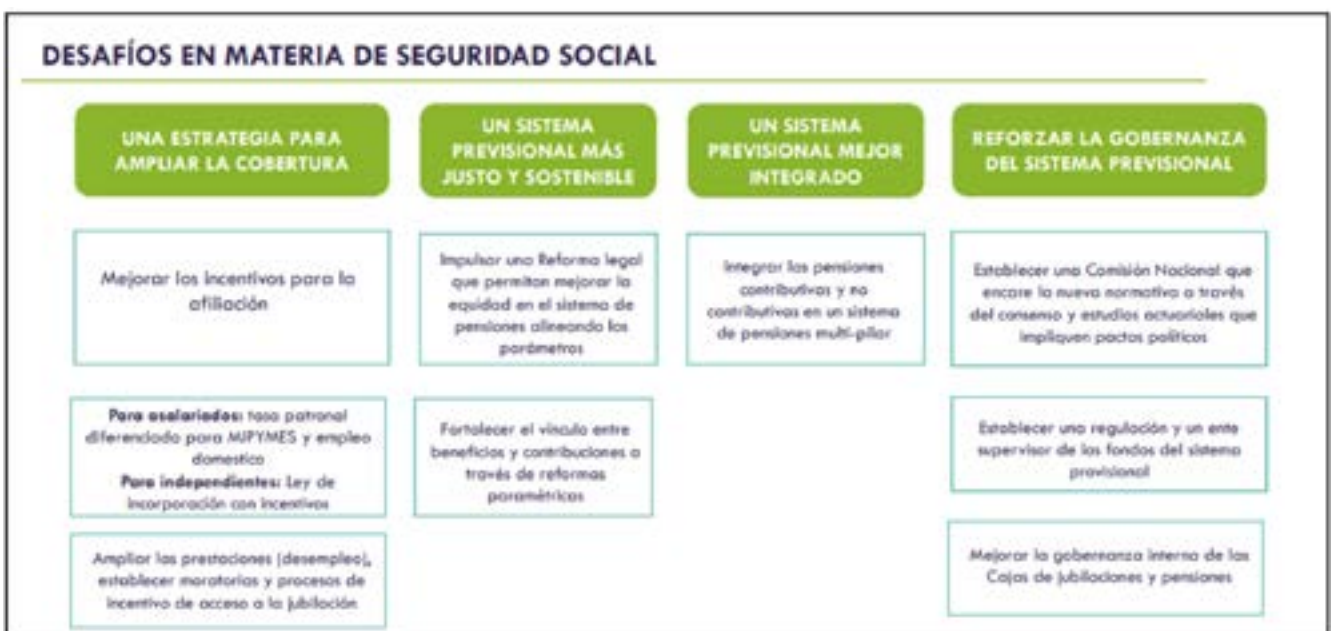 DESAFÍOS EN MATERIA DE SEGURIDAD SOCIAL
UNA ESTRATEGIA PARA
AMPLIAR LA COBERTURA
Mejorar los incentivos para la
afiliación
Para asalariados: tasa patronal
diferenciada para MIPYMES y empleo
domestico
Para independientes: Ley de
incorporación con incentivos
Ampliar las prestaciones (desempleo),
establecer moratorias y procesos de
incentivo de acceso a la jubilación
UN SISTEMA
PREVISIONAL MÁS
JUSTO Y SOSTENIBLE
Impulsar una Reforma legal
que permitan mejorar la
equidad en el sistema de
pensiones alineando los
parámetros
Fortalecer el vínculo entre
beneficios y contribuciones a
través de reformas
paramétricas
UN SISTEMA
PREVISIONAL MEJOR
INTEGRADO
Integrar las pensiones
contributivas y no
contributivas en un sistema
de pensiones multi-pilar
REFORZAR LA GOBERNANZA
DEL SISTEMA PREVISIONAL
Establecer una Comisión Nacional que
encare la nueva normativa a través
del consenso y estudios actuariales que
impliquen pactos políticos
Establecer una regulación y un ente
supervisor de los fondos del sistema
provisional
Mejorar la gobernanza interna de las
Cajas de jubilaciones y pensiones